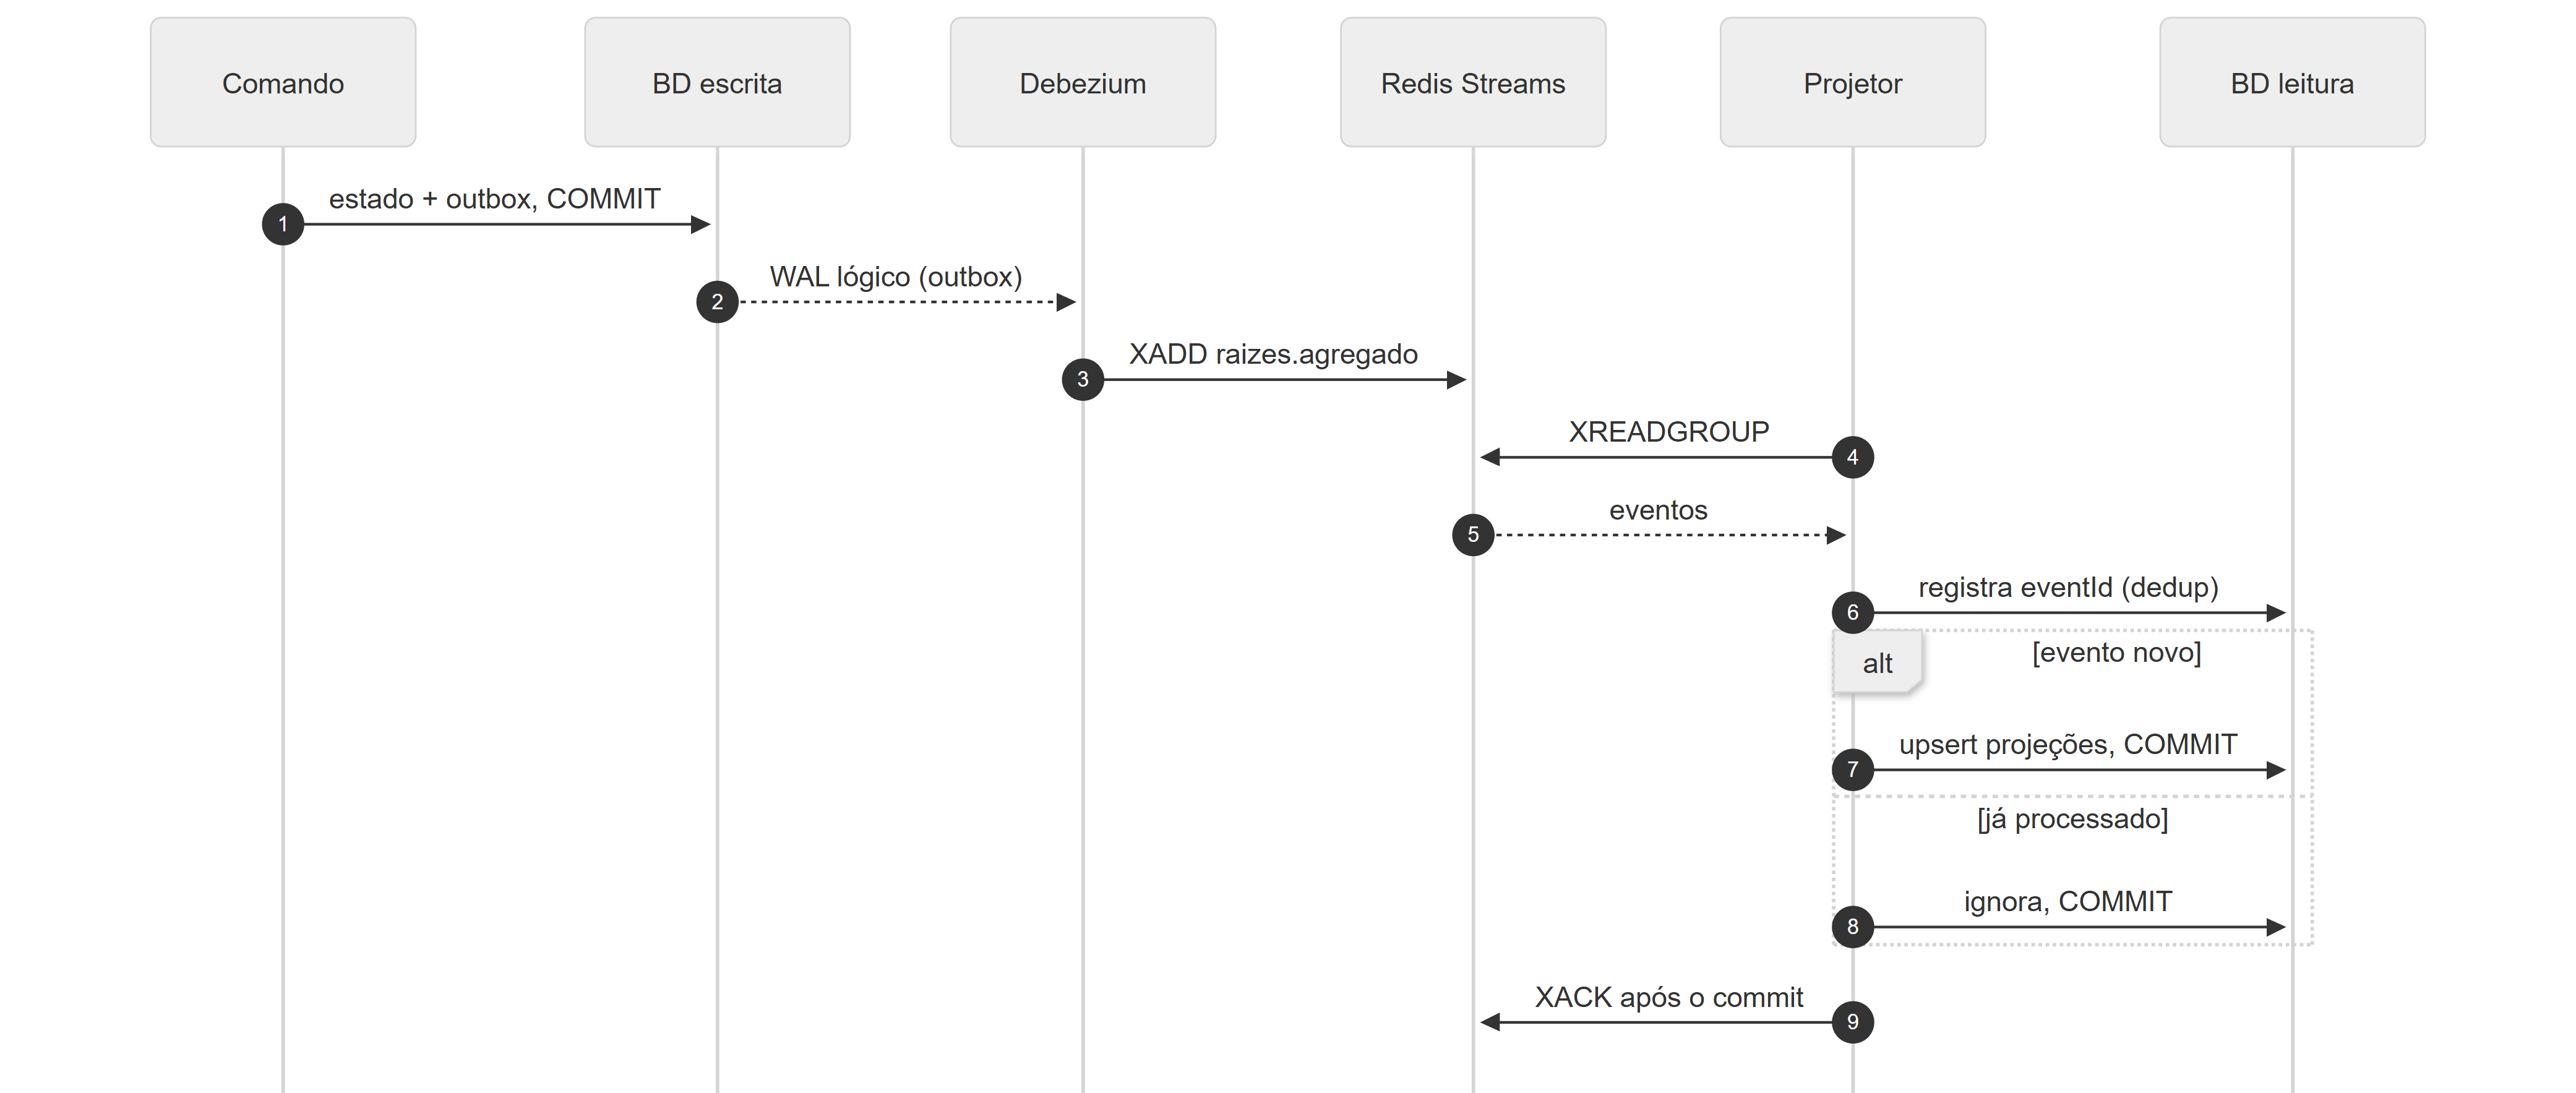 Comando
BD escrita
Debezium
Redis Streams
Projetor
BD leitura
estado + outbox, COMMIT
1
WAL lógico (outbox)
2
XADD raizes.agregado
3
XREADGROUP
4
eventos
5
registra eventId (dedup)
6
alt
[evento novo]
upsert projeções, COMMIT
7
[já processado]
ignora, COMMIT
8
XACK após o commit
9